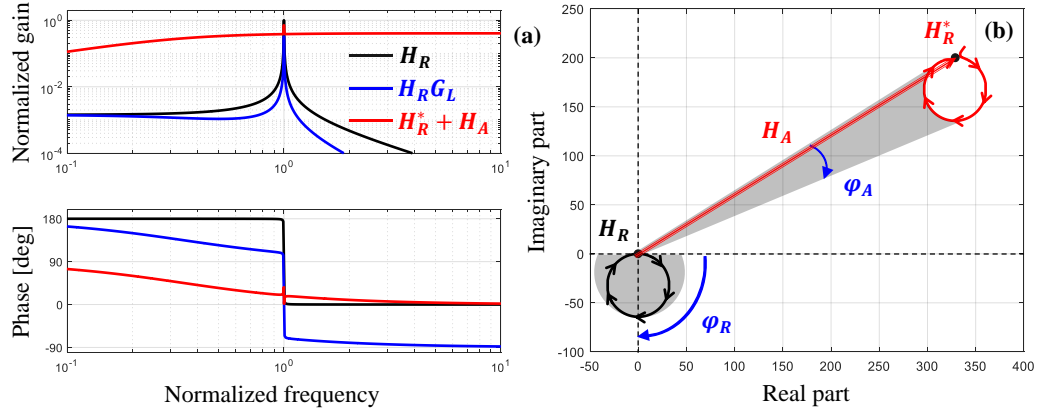 Normalized gain
10^0
10^-2
10^-4
10^-1
10^0
10^1
(a)
H_R
H_R G_L
H_R^* + H_A
Phase [deg]
180
90
0
-90
10^-1
10^0
10^1
Normalized frequency
Imaginary part
250
200
150
100
50
0
-50
-100
-50 0 50 100 150 200 250 300 350 400
Real part
(b)
H_R^*
H_A
φ_A
H_R
φ_R